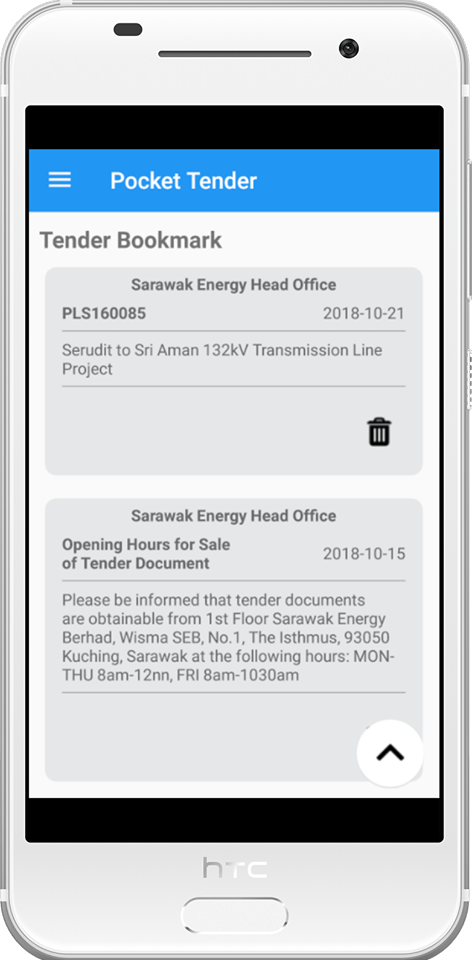 Pocket Tender
Tender Bookmark
Sarawak Energy Head Office
PLS160085 2018-10-21
Serudit to Sri Aman 132kV Transmission Line
Project
Sarawak Energy Head Office
Opening Hours for Sale
of Tender Document
2018-10-15
Please be informed that tender documents
are obtainable from 1st Floor Sarawak Energy
Berhad, Wisma SEB, No.1, The Isthmus, 93050
Kuching, Sarawak at the following hours: MON-
THU 8am-12nn, FRI 8am-1030am
hTC